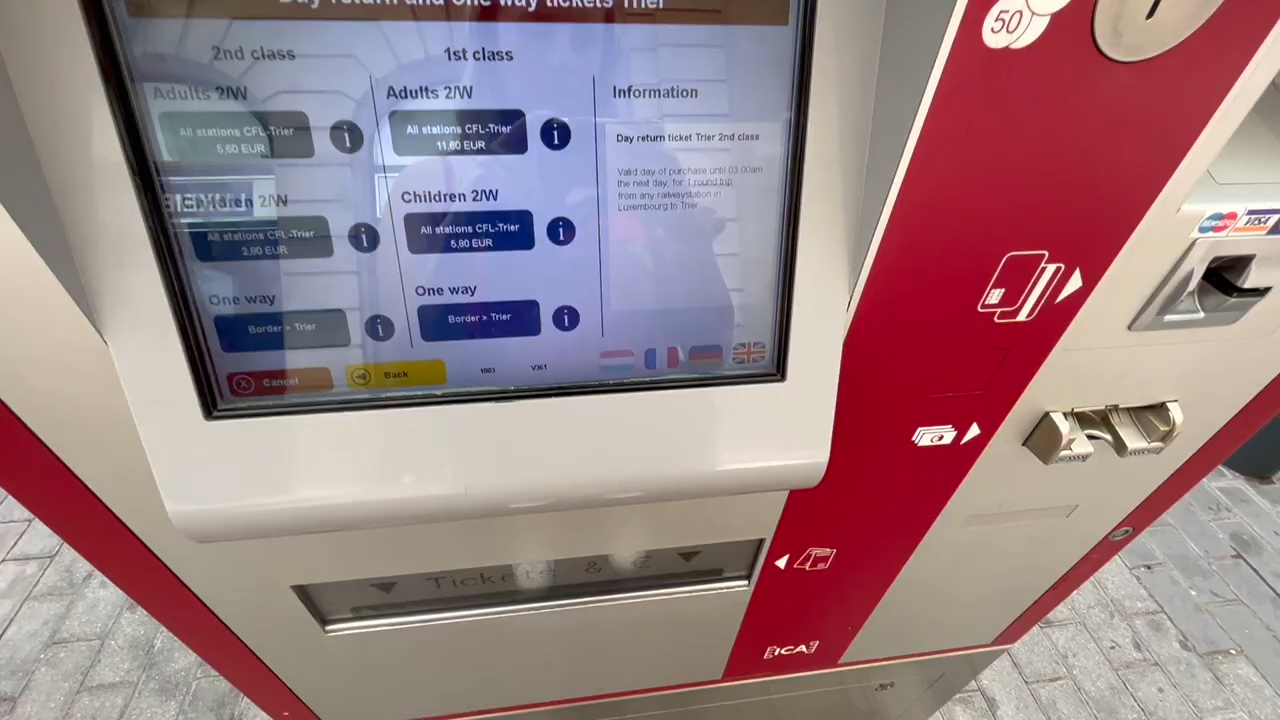 Day return and one way tickets Trier
2nd class
Adults 2/W
All stations CFL-Trier
5,60 EUR
Children 2/W
All stations CFL-Trier
2,80 EUR
One way
Border > Trier
1st class
Adults 2/W
All stations CFL-Trier
11,60 EUR
Children 2/W
All stations CFL-Trier
5,80 EUR
One way
Border > Trier
Information
Day return ticket Trier 2nd class
Valid day of purchase until 03.00am
the next day, for 1 round trip
from any railwaystation in
Luxembourg to Trier
Cancel
Back
1003
V361
50
VISA
Tickets &
ICA